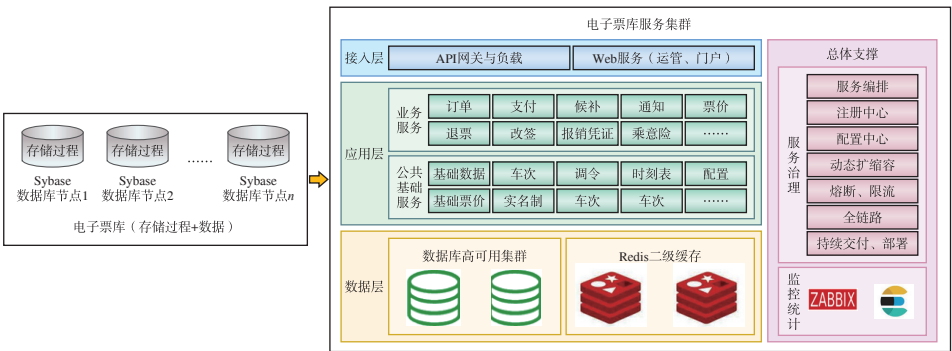 存储过程
存储过程
……
存储过程
Sybase
数据库节点1
Sybase
数据库节点2
Sybase
数据库节点n
电子票库（存储过程+数据）
电子票库服务集群
接入层
API网关与负载
Web服务（运管、门户）
应用层
业务
服务
订单
支付
候补
通知
票价
退票
改签
报销凭证
乘意险
……
公共
基础
服务
基础数据
车次
调令
时刻表
配置
基础票价
实名制
车次
车次
……
数据层
数据库高可用集群
Redis二级缓存
总体支撑
服务治理
服务编排
注册中心
配置中心
动态扩缩容
熔断、限流
全链路
持续交付、部署
监控统计
ZABBIX